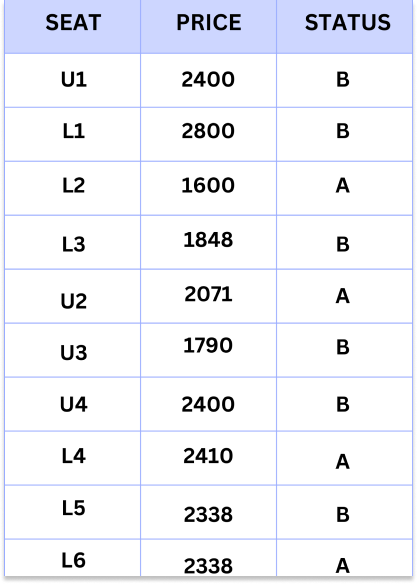 SEAT PRICE STATUS
U1 2400 B
L1 2800 B
L2 1600 A
L3 1848 B
U2 2071 A
U3 1790 B
U4 2400 B
L4 2410 A
L5 2338 B
L6 2338 A